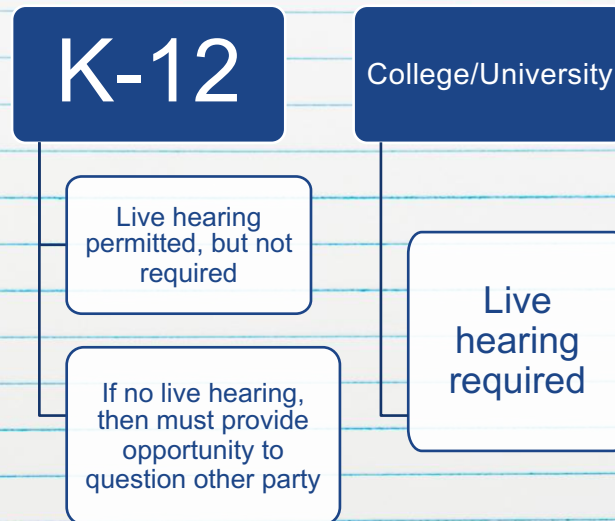 K-12
Live hearing
permitted, but not
required
If no live hearing,
then must provide
opportunity to
question other party
College/University
Live
hearing
required